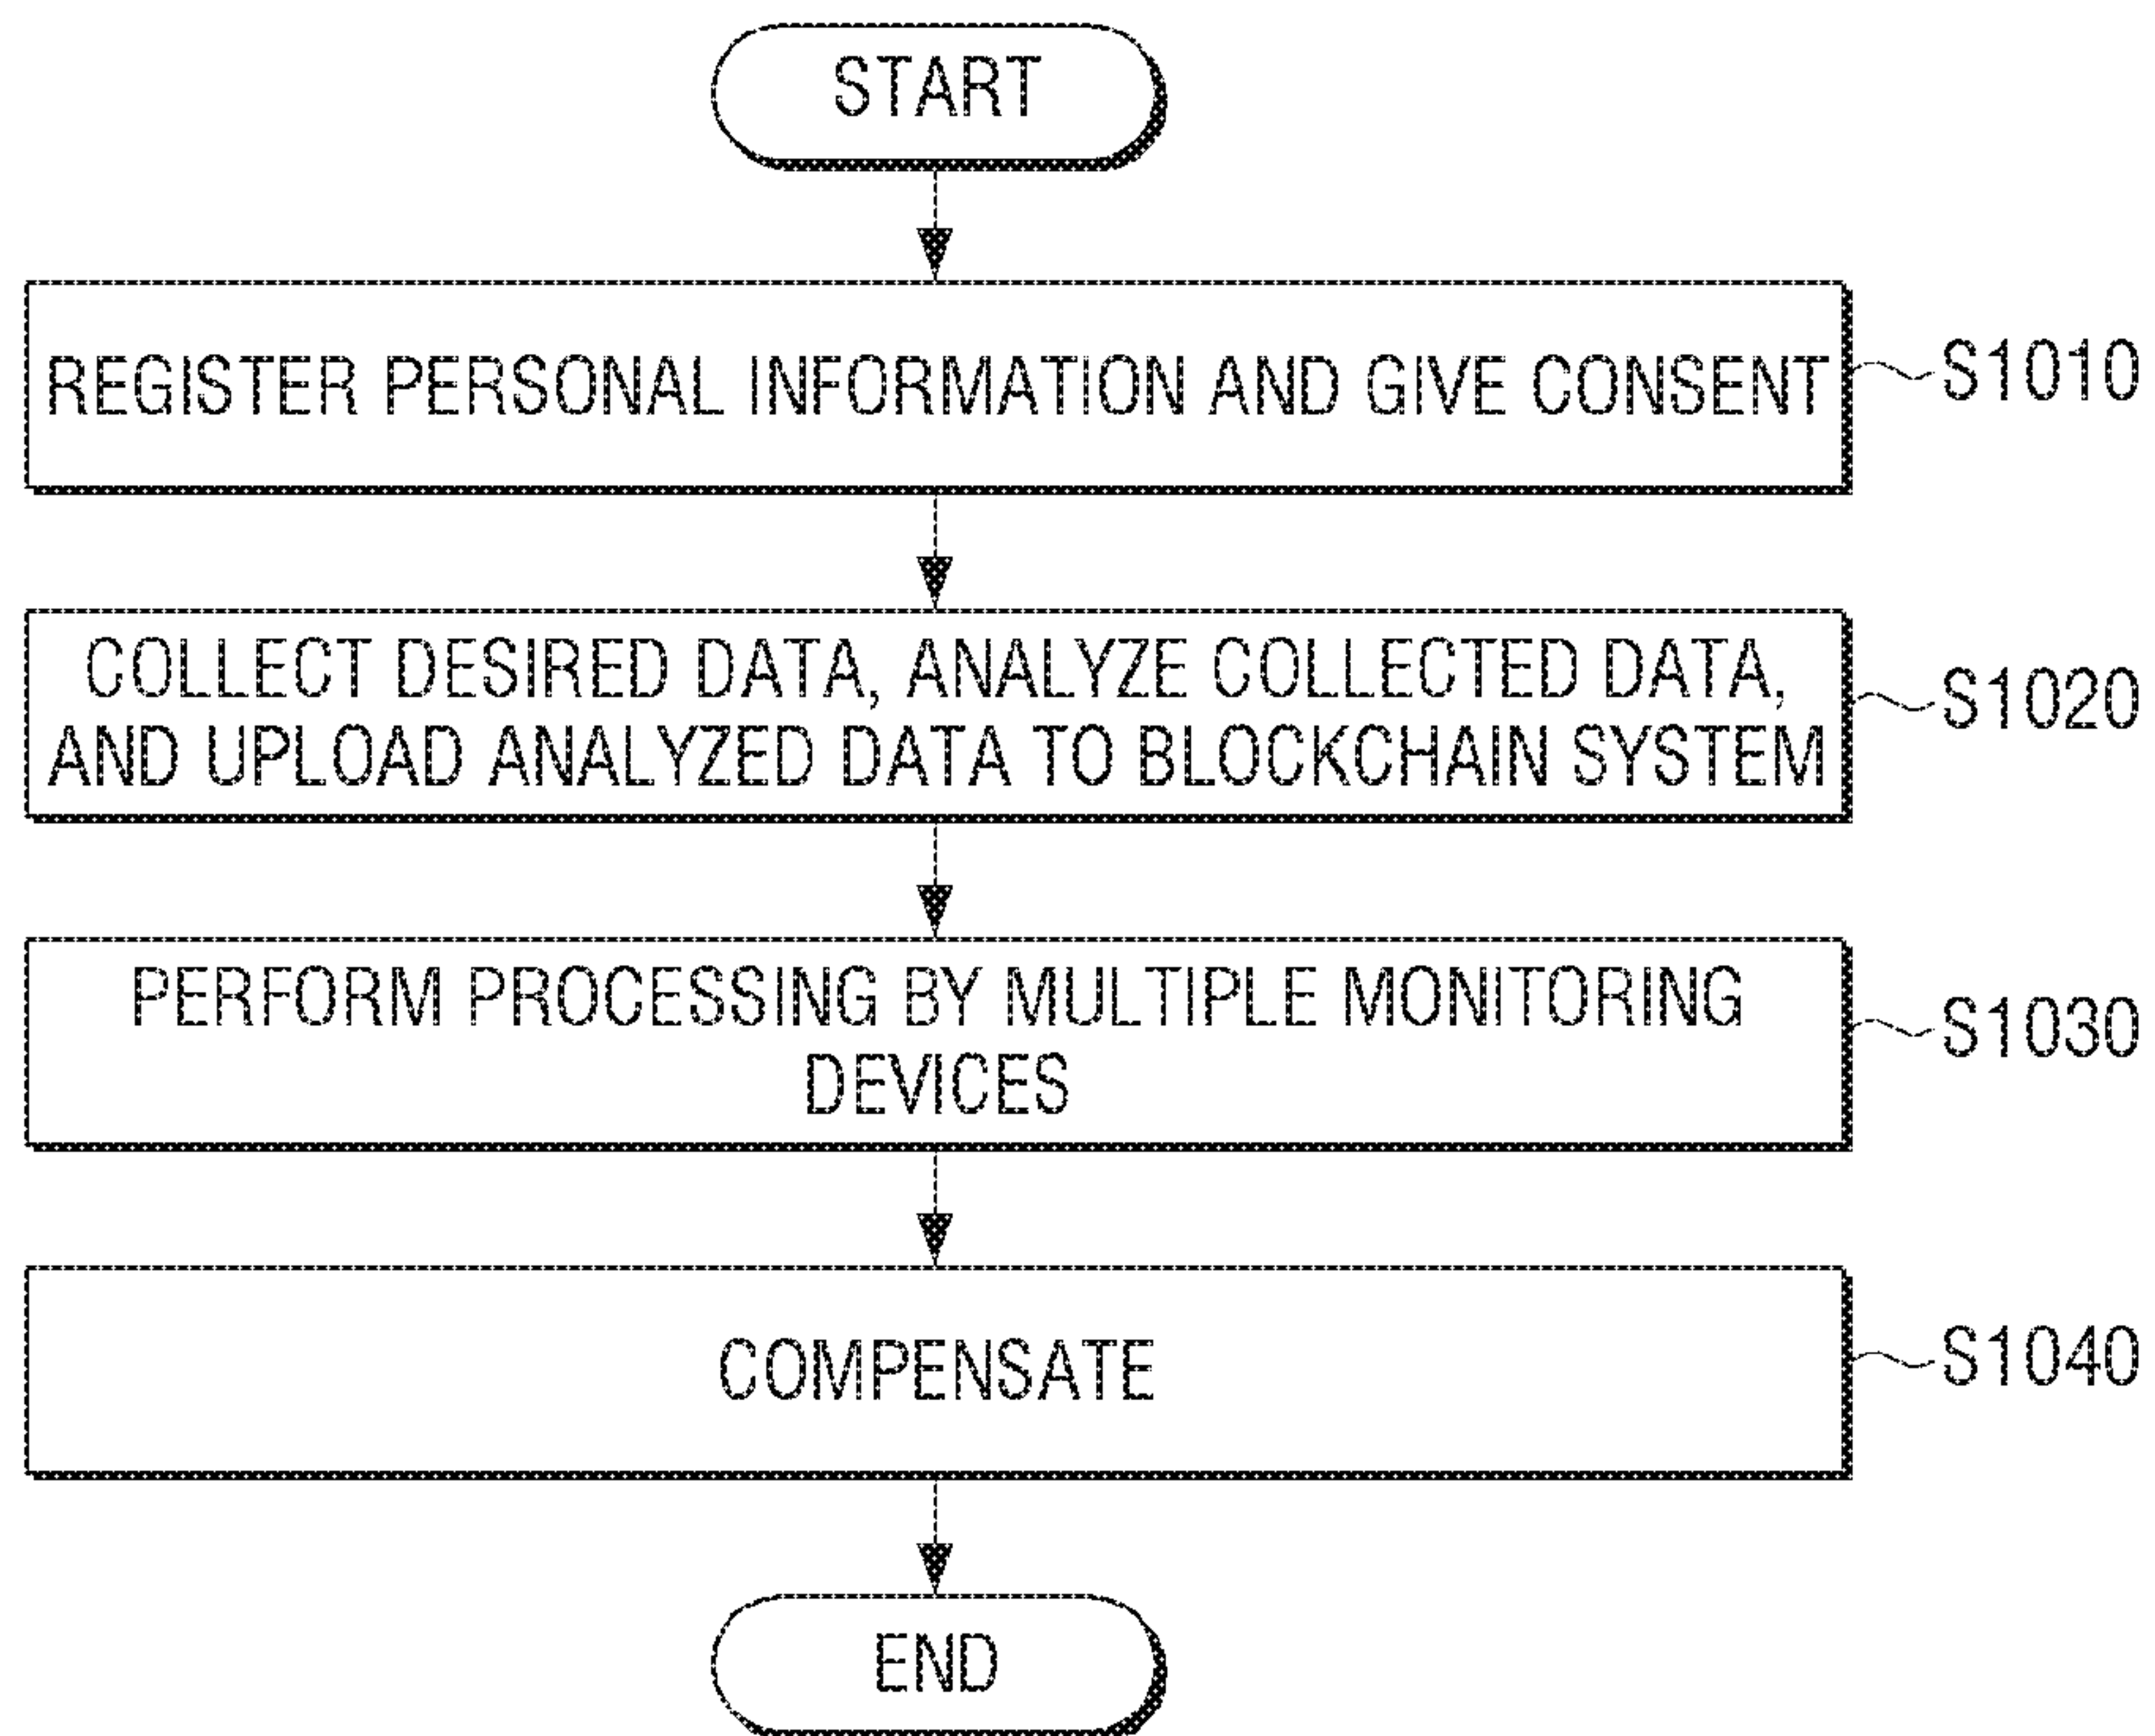 START
REGISTER PERSONAL INFORMATION AND GIVE CONSENT
S1010
COLLECT DESIRED DATA, ANALYZE COLLECTED DATA,
AND UPLOAD ANALYZED DATA TO BLOCKCHAIN SYSTEM
S1020
PERFORM PROCESSING BY MULTIPLE MONITORING
DEVICES
S1030
COMPENSATE
S1040
END